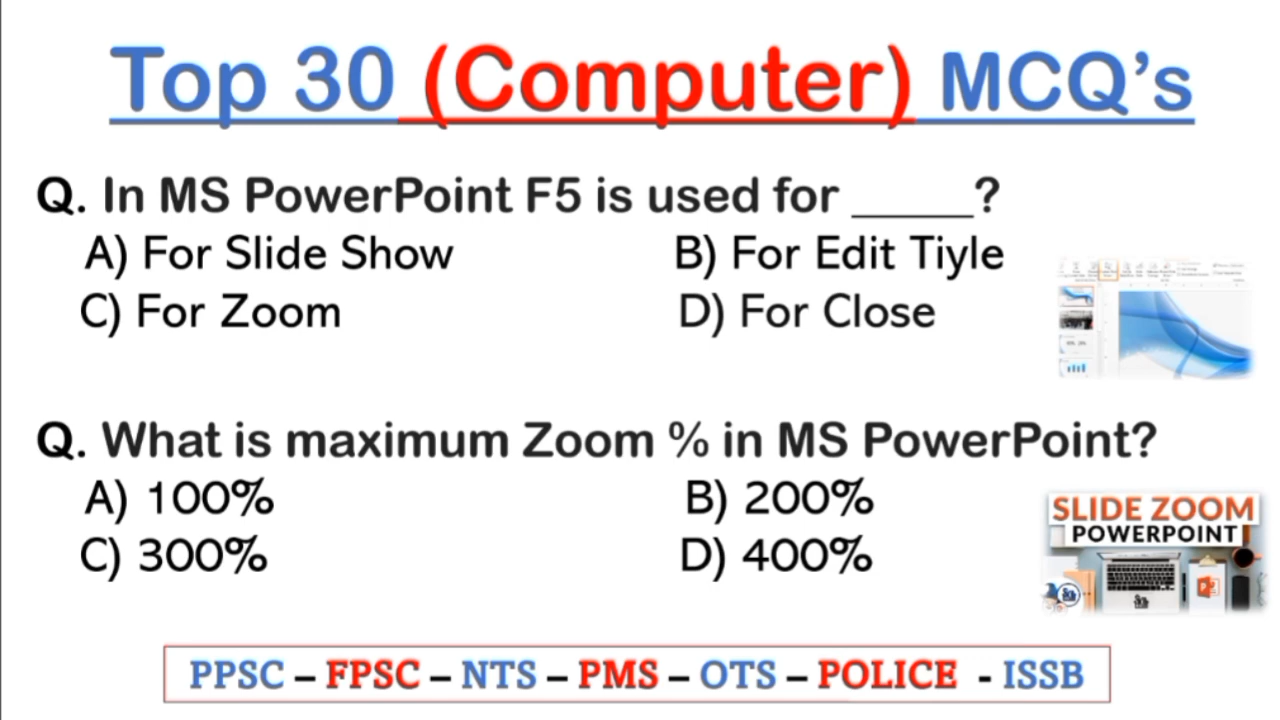 Top 30 (Computer) MCQ’s
Q. In MS PowerPoint F5 is used for _____?
A) For Slide Show B) For Edit Tiyle
C) For Zoom D) For Close
Q. What is maximum Zoom % in MS PowerPoint?
A) 100% B) 200%
C) 300% D) 400%
SLIDE ZOOM
POWERPOINT
PPSC – FPSC – NTS – PMS – OTS – POLICE - ISSB